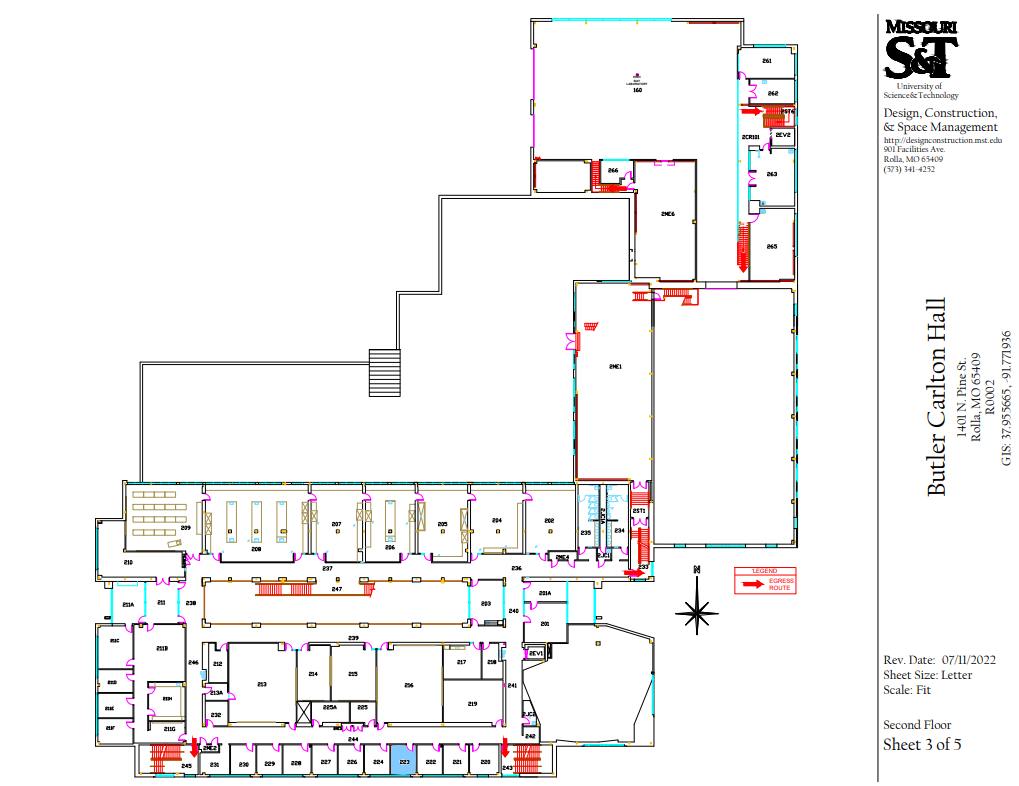 MISSOURI
S&T
University of
Science&Technology
Design, Construction,
& Space Management
http://designconstruction.mst.edu
901 Facilities Ave.
Rolla, MO 65409
(573) 341-4252
Butler Carlton Hall
1401 N. Pine St.
Rolla, MO 65409
R0002
GIS: 37.955665, -91.771936
Rev. Date: 07/11/2022
Sheet Size: Letter
Scale: Fit
Second Floor
Sheet 3 of 5
LEGEND
EGRESS
ROUTE
LABORATORY
160
261
262
2ST6
2EV2
2CR101
263
265
266
2ME6
2ME1
2ST1
209
208
207
206
205
204
202
235
234
2ME4
2JC1
233
210
237
236
247
211A
211
238
203
240
201A
201
239
211C
211B
246
212
213
214
215
216
217
218
2EV1
241
211D
213A
211E
211H
225A
225
219
232
2JC2
211F
211G
244
242
2ME2
245
231
230
229
228
227
226
224
223
222
221
220
243